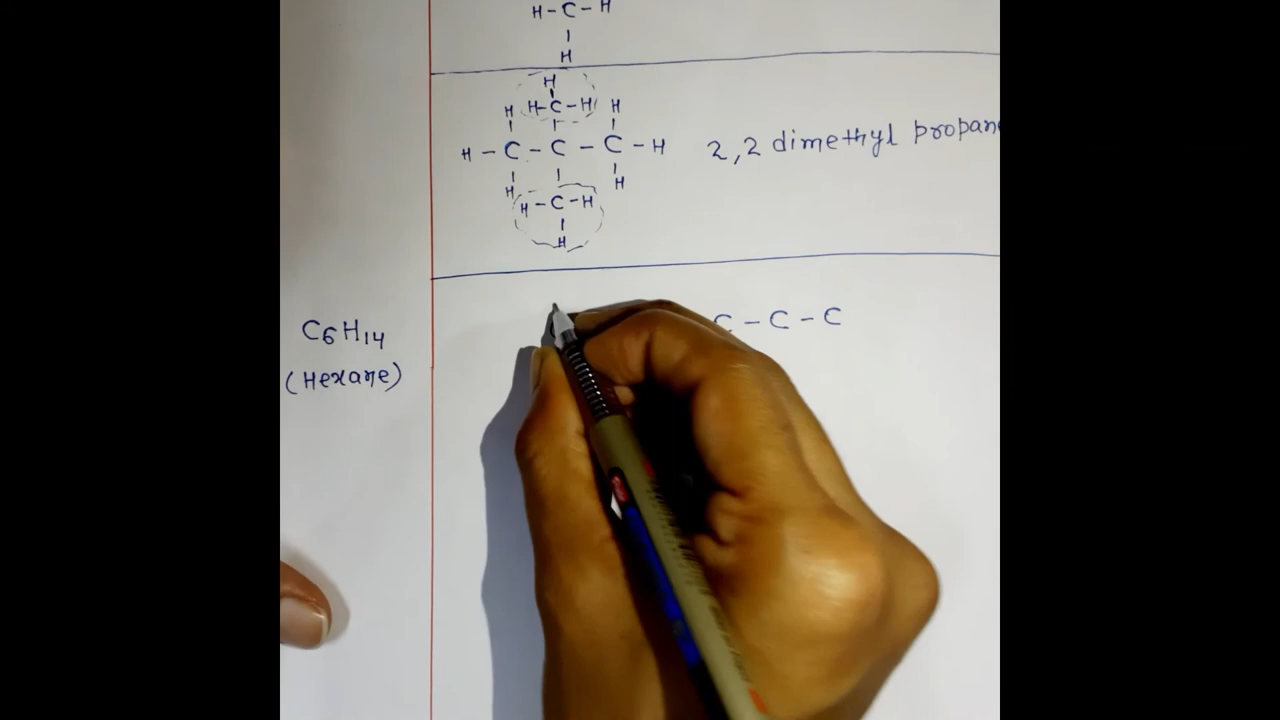 H-C-H
|
H
H
H H-C-H H
| | |
H-C-C-C-H
| | |
H H-C-H H
|
H
2,2 dimethyl propane
C6H14
(Hexane)
C-C-C